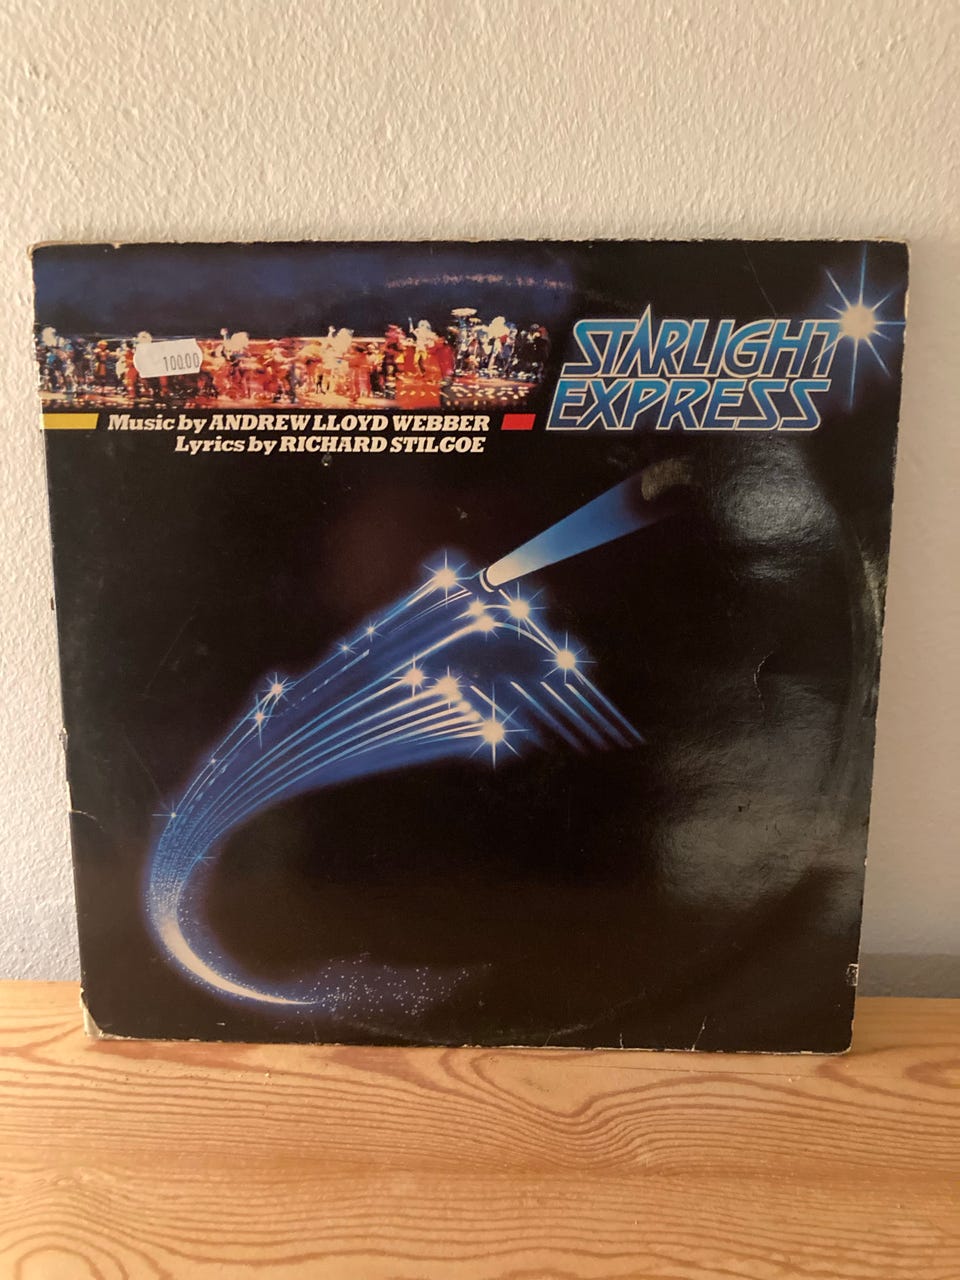 100.00
STARLIGHT
EXPRESS
Music by ANDREW LLOYD WEBBER
Lyrics by RICHARD STILGOE